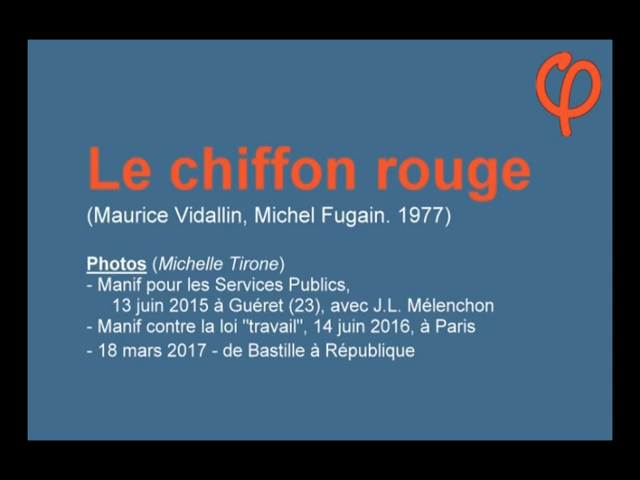 φ
Le chiffon rouge
(Maurice Vidallin, Michel Fugain. 1977)
Photos (Michelle Tirone)
- Manif pour les Services Publics,
13 juin 2015 à Guéret (23), avec J.L. Mélenchon
- Manif contre la loi "travail", 14 juin 2016, à Paris
- 18 mars 2017 - de Bastille à République